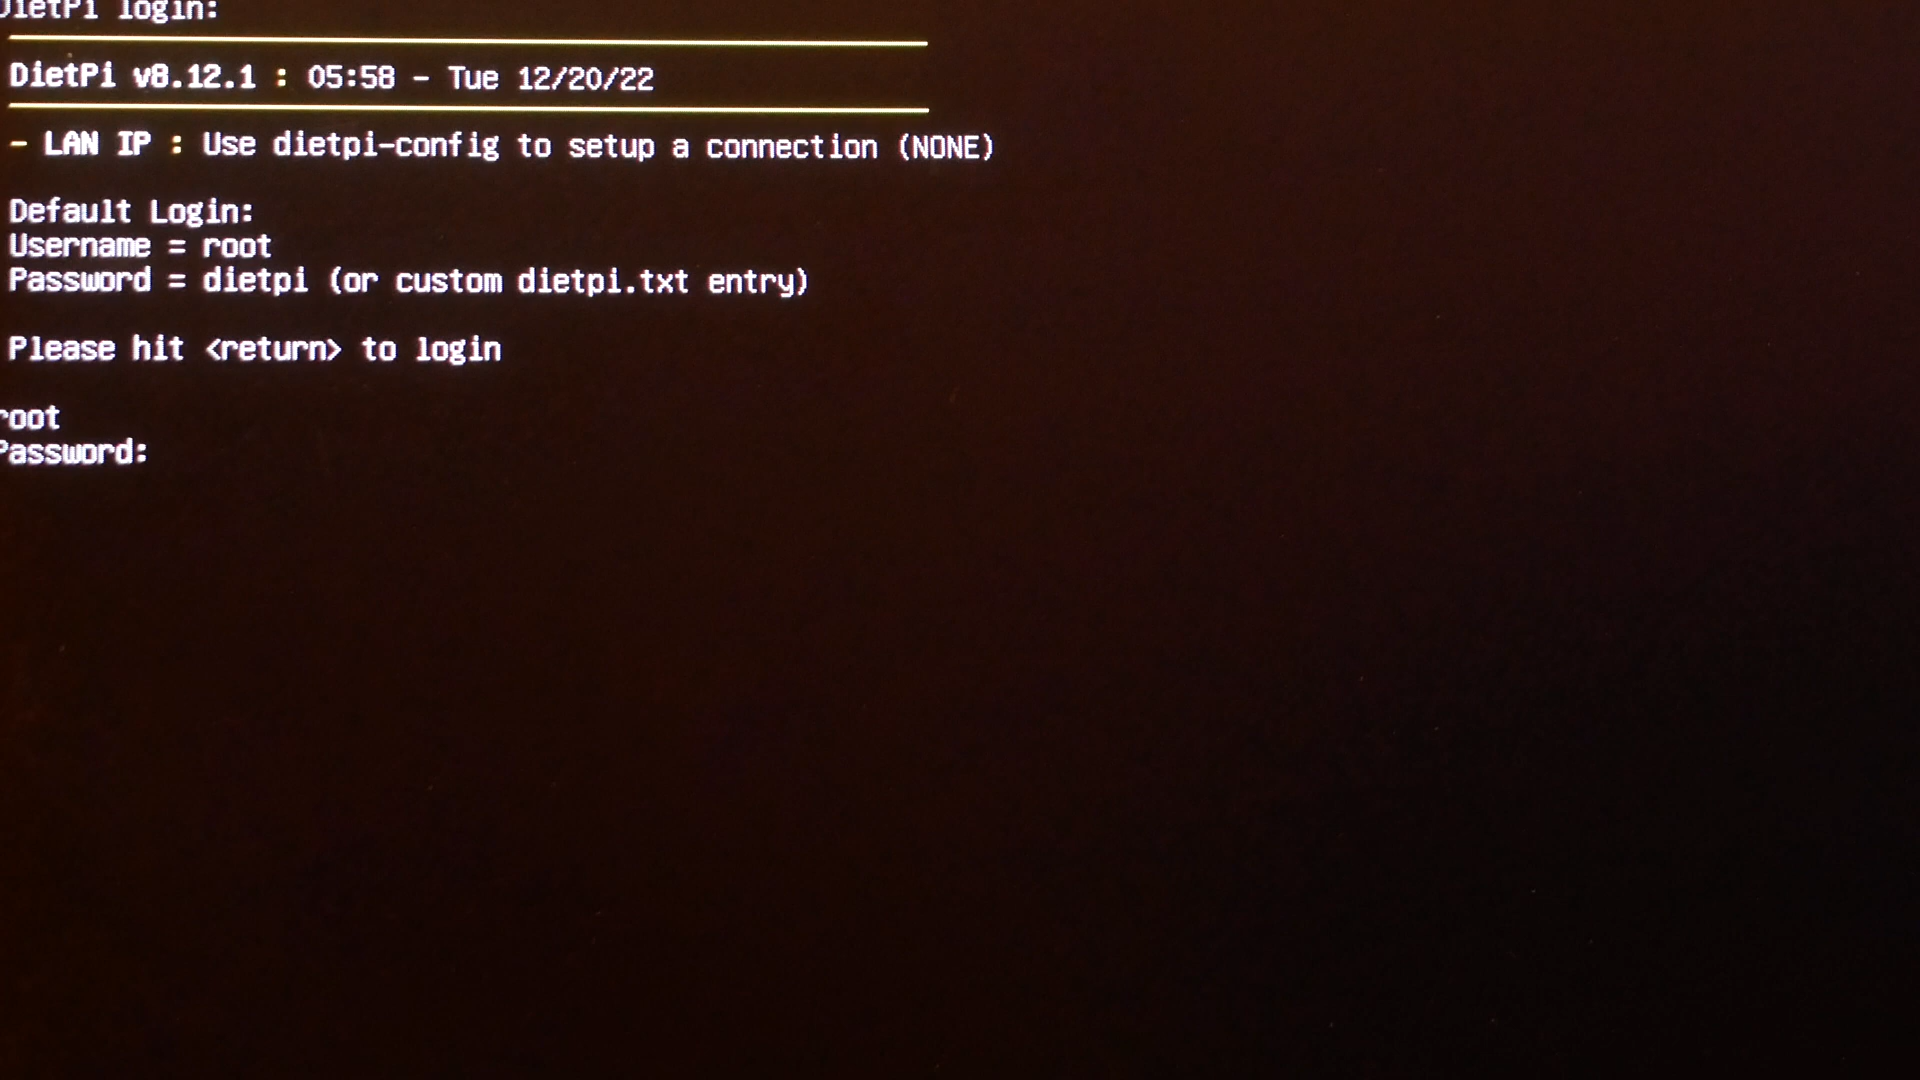 DietPi login:
DietPi v8.12.1 : 05:58 - Tue 12/20/22
- LAN IP : Use dietpi-config to setup a connection (NONE)
Default Login:
Username = root
Password = dietpi (or custom dietpi.txt entry)
Please hit <return> to login
root
Password: